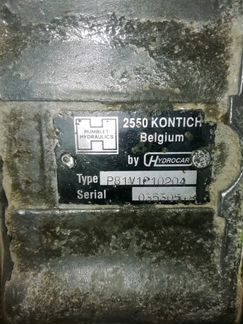 HUMBLET
HYDRAULICS
2550 KONTICH
Belgium
by HYDROCAR
Type
Serial